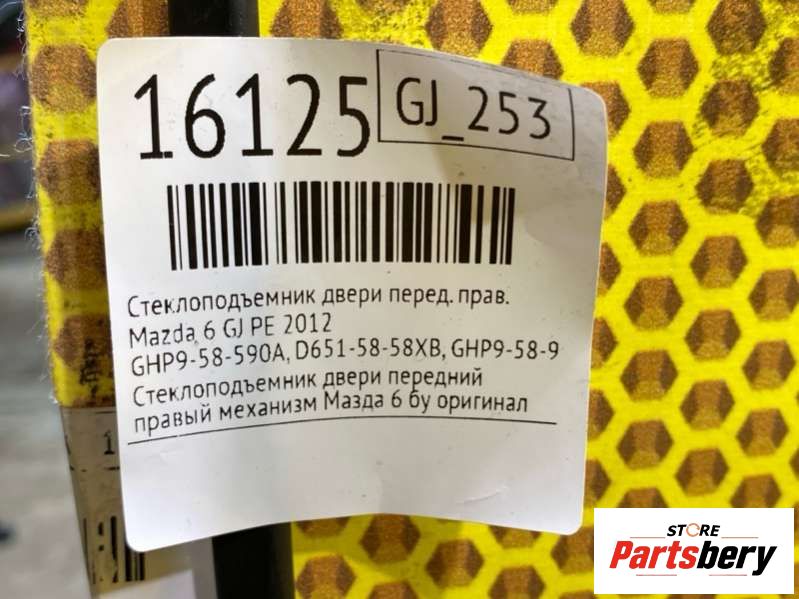 16125
GJ_253
Стеклоподъемник двери перед. прав.
Mazda 6 GJ PE 2012
GHP9-58-590A, D651-58-58XB, GHP9-58-9
Стеклоподъемник двери передний
правый механизм Мазда 6 бу оригинал
1
STORE
Partsbery